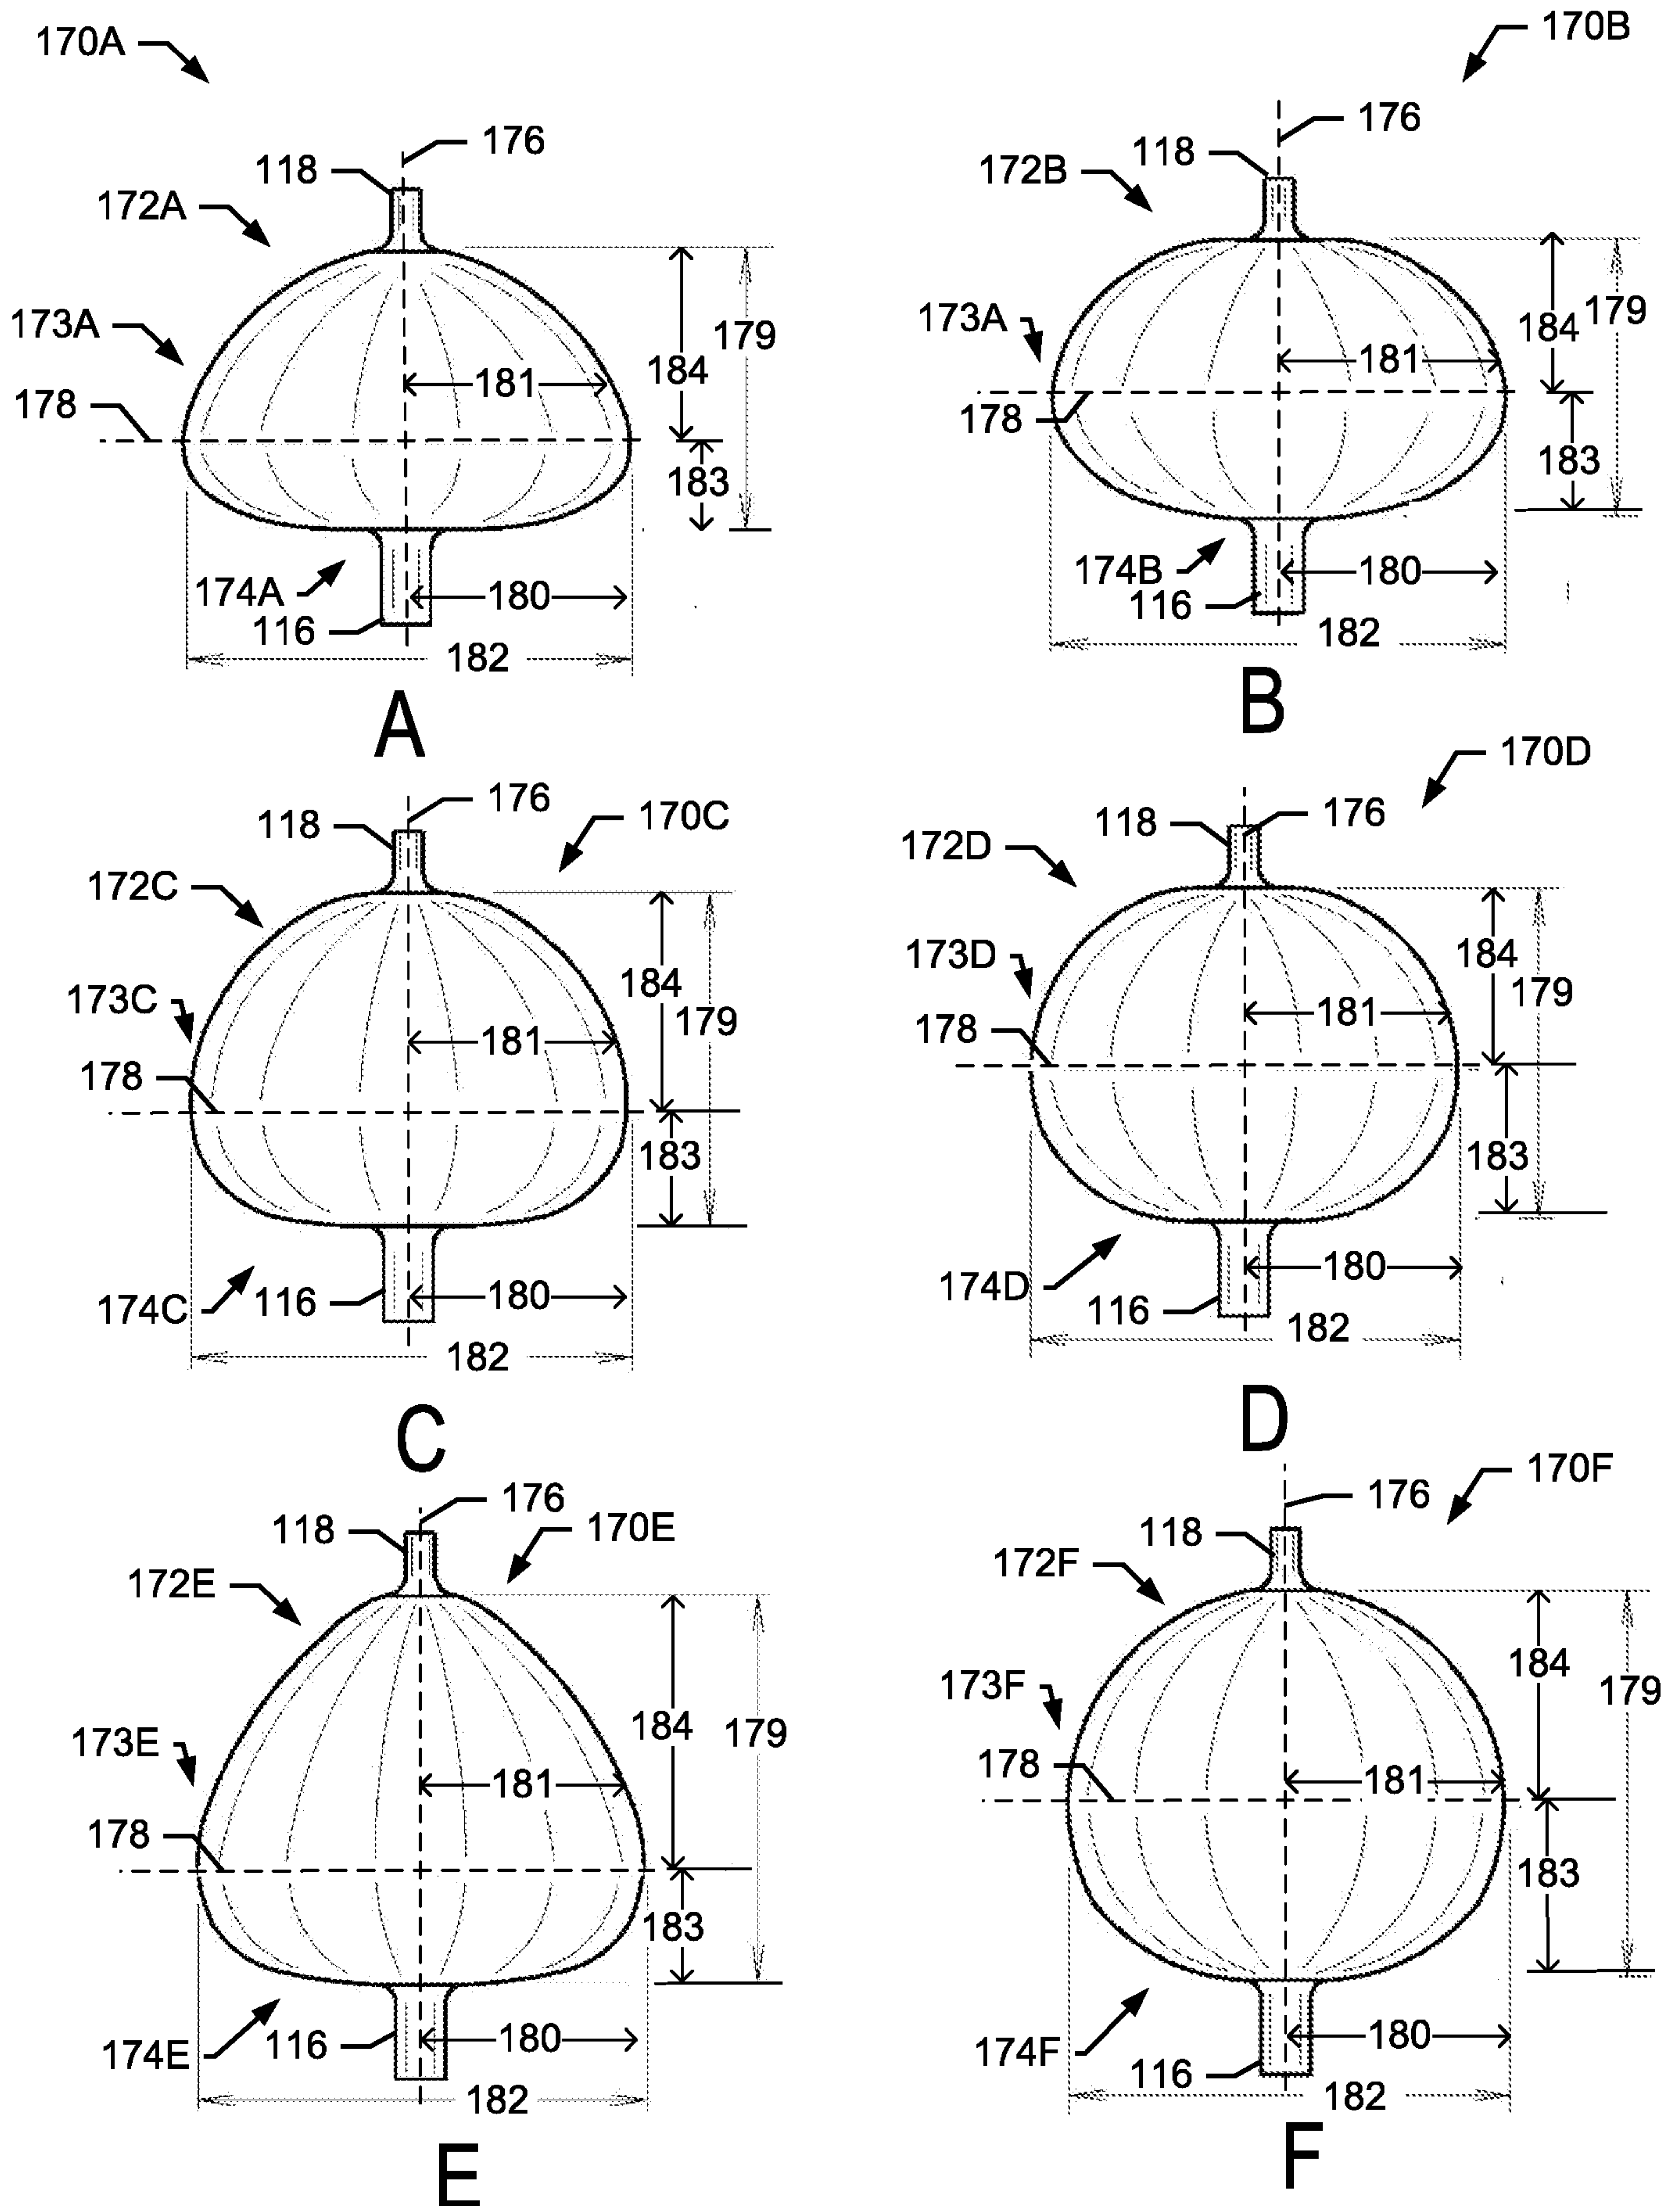 170A
176
118
172A
173A
184
179
181
178
183
174A
180
116
182
A
170B
176
118
172B
173A
184
179
181
178
183
174B
180
116
182
B
176
170C
118
172C
184
173C
179
181
178
183
174C
116
180
182
C
170D
176
118
172D
184
173D
179
181
178
183
174D
180
116
182
D
176
118
170E
172E
184
179
173E
181
178
183
174E
116
180
182
E
170F
176
118
172F
184
173F
179
178
181
183
174F
180
116
182
F